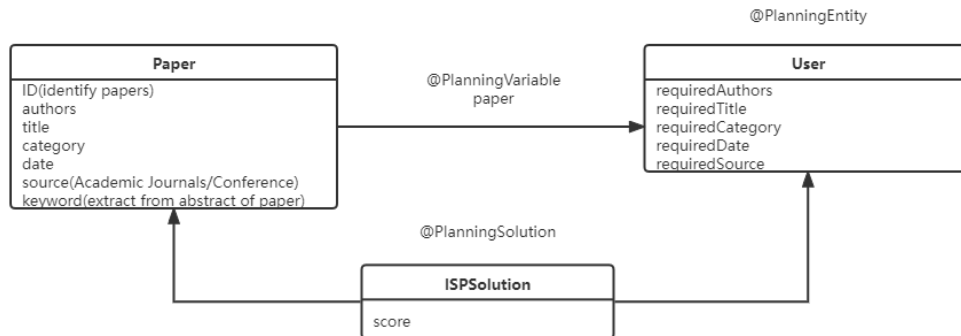 @PlanningEntity
Paper
ID(identify papers)
authors
title
category
date
source(Academic Journals/Conference)
keyword(extract from abstract of paper)
@PlanningVariable
paper
User
requiredAuthors
requiredTitle
requiredCategory
requiredDate
requiredSource
@PlanningSolution
ISPSolution
score